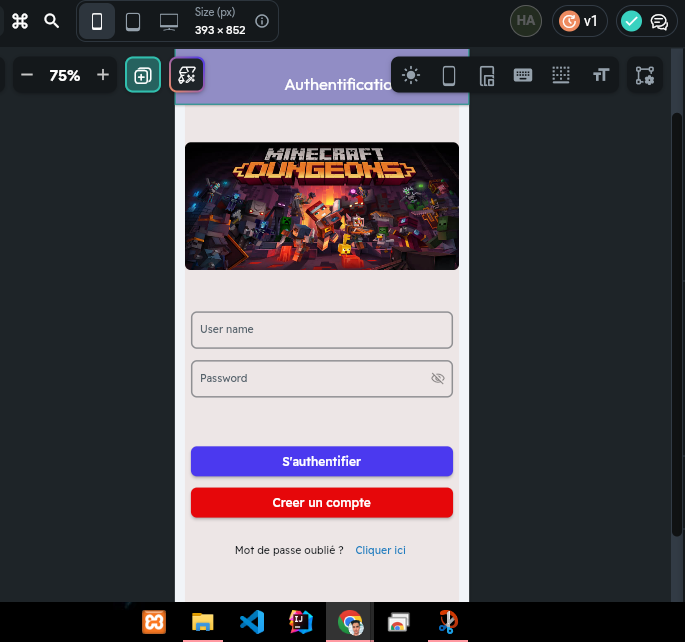 Size (px)
393 × 852
HA
v1
75%
Authentificatio
MINECRAFT
DUNGEONS
User name
Password
S'authentifier
Creer un compte
Mot de passe oublié ? Cliquer ici